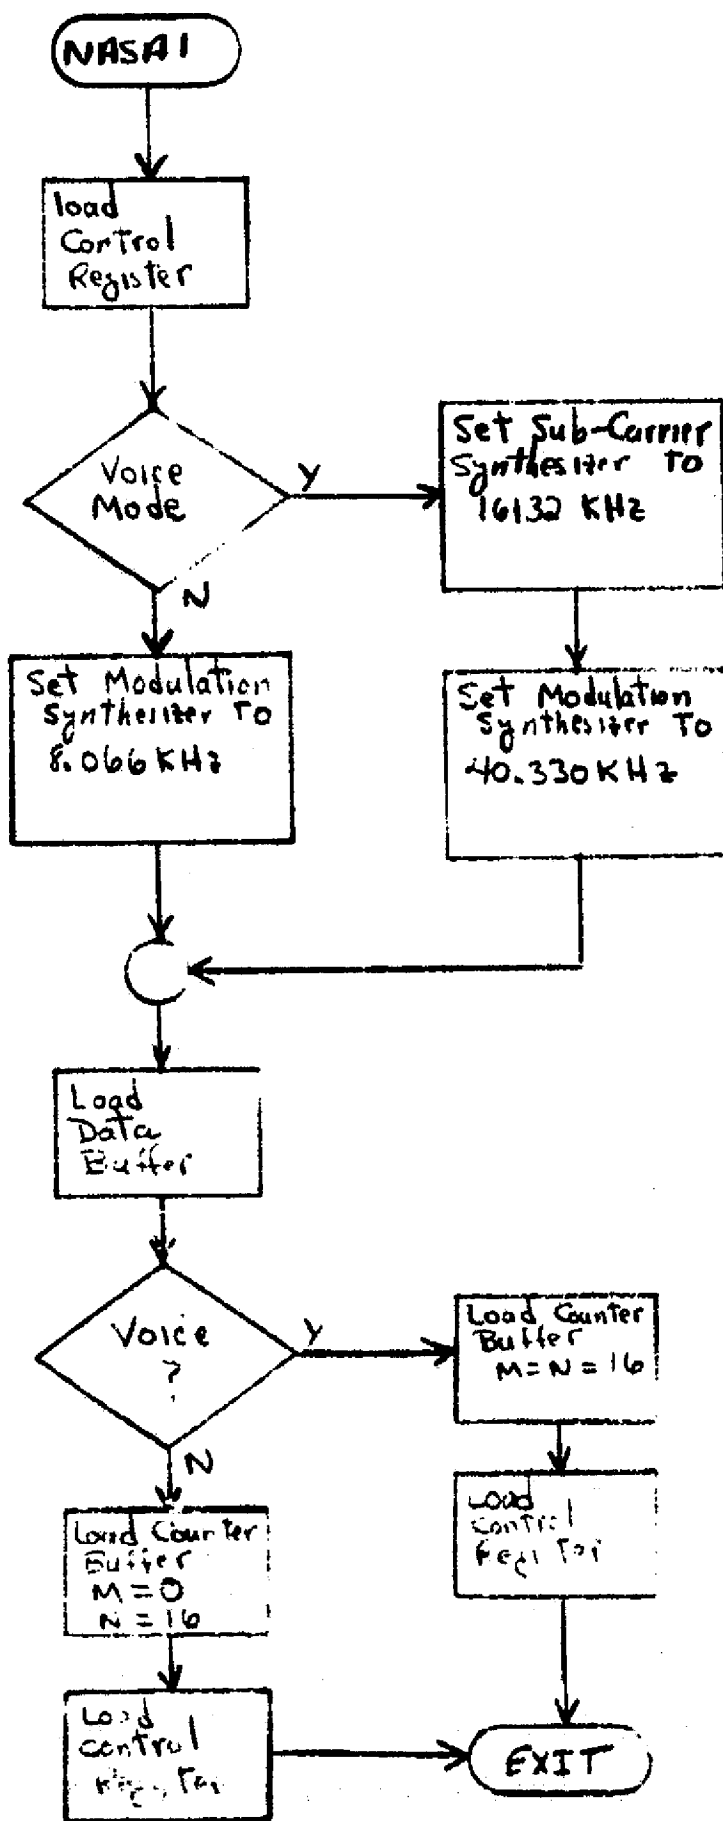 NASA1
load
Control
Register
Voice
Mode
Y
N
Set Sub-Carrier
Synthesizer To
16132 KHz
Set Modulation
Synthesizer To
8.066 KHz
Set Modulation
Synthesizer To
40.330 KHz
Load
Data
Buffer
Voice
?
Y
N
Load Counter
Buffer
M=N=16
Load
Control
Register
Load Counter
Buffer
M=0
N=16
Load
Control
Register
EXIT